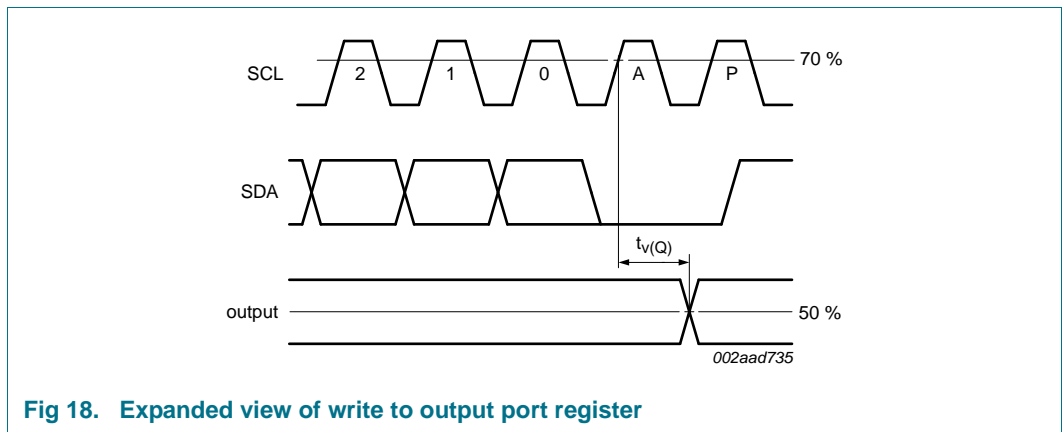 SCL 2 1 0 A P 70 %
SDA
tv(Q)
output 50 %
002aad735
Fig 18. Expanded view of write to output port register